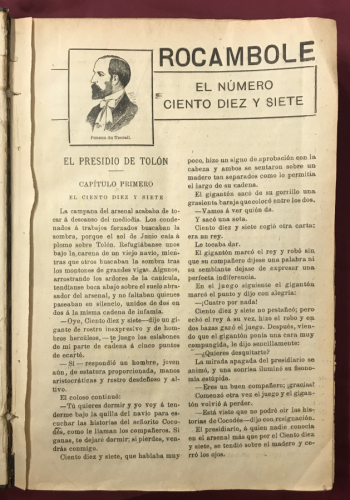 ROCAMBOLE
EL NÚMERO
CIENTO DIEZ Y SIETE
Ponson du Terrail.
EL PRESIDIO DE TOLÓN
CAPÍTULO PRIMERO
EL CIENTO DIEZ Y SIETE
La campana del arsenal acababa de to-
car á descanso del mediodía. Los conde-
nados á trabajos forzados buscaban la
sombra, porque el sol de Junio caía á
plomo sobre Tolón. Refugiábanse unos
bajo la carena de un viejo navío, mien-
tras que otros buscaban la sombra tras
los montones de grandes vigas. Algunos,
arrostrando los ardores de la canícula,
tendíanse boca abajo sobre el suelo abra-
sador del arsenal, y no faltaban quienes
paseaban en silencio, unidos de dos en
dos á la misma cadena de infamia.
—Oye, Ciento diez y siete—dijo un gi-
gante de rostro inexpresivo y de hom-
bros hercúleos,—te juego los eslabones
de mi parte de cadena á cinco puntos
de ecarté.
—Sí—respondió un hombre, joven
aún, de estatura proporcionada, manos
aristocráticas y rostro desdeñoso y al-
tivo.
El coloso continuó:
—Tú quieres dormir y yo voy á ten-
derme bajo la quilla del navío para es-
cuchar las historias del señorito Coco-
dés, como le llaman los compañeros. Si
ganas, te dejaré dormir; si pierdes, ven-
drás conmigo.
Ciento diez y siete, que hablaba muy
poco, hizo un signo de aprobación con la
cabeza y ambos se sentaron sobre un
madero tan separados como lo permitía
el largo de su cadena.
El gigantón sacó de su gorrillo una
grasienta baraja que colocó entre los dos.
—Vamos á ver quién da.
Y sacó una sota.
Ciento diez y siete cogió otra carta:
era un rey.
Le tocaba dar.
El gigantón marcó el rey y robó sin
que su compañero dijese una palabra ni
su semblante dejase de expresar una
perfecta indiferencia.
En el juego siguiente el gigantón
marcó el punto y dijo con alegría:
—¡Cuatro por nada!
Ciento diez y siete no pestañeó; pero
echó el rey á su vez, hizo el robo y en
dos bazas ganó el juego. Después, vien-
do que el gigantón ponía una cara muy
compungida, le dijo sencillamente:
—¿Quieres desquitarte?
La mirada apagada del presidiario se
animó, y una sonrisa iluminó su fisono-
mía estúpida.
—Eres un buen compañero; ¡gracias!
Comenzó otra vez el juego y el gigan-
tón volvió á perder.
—Está visto que no podré oir las his-
torias de Cocodés—dijo con resignación.
El presidiario, á quien nadie conocía
en el arsenal más que por el Ciento diez
y siete, se tendió sobre el madero y ce-
rró los ojos.